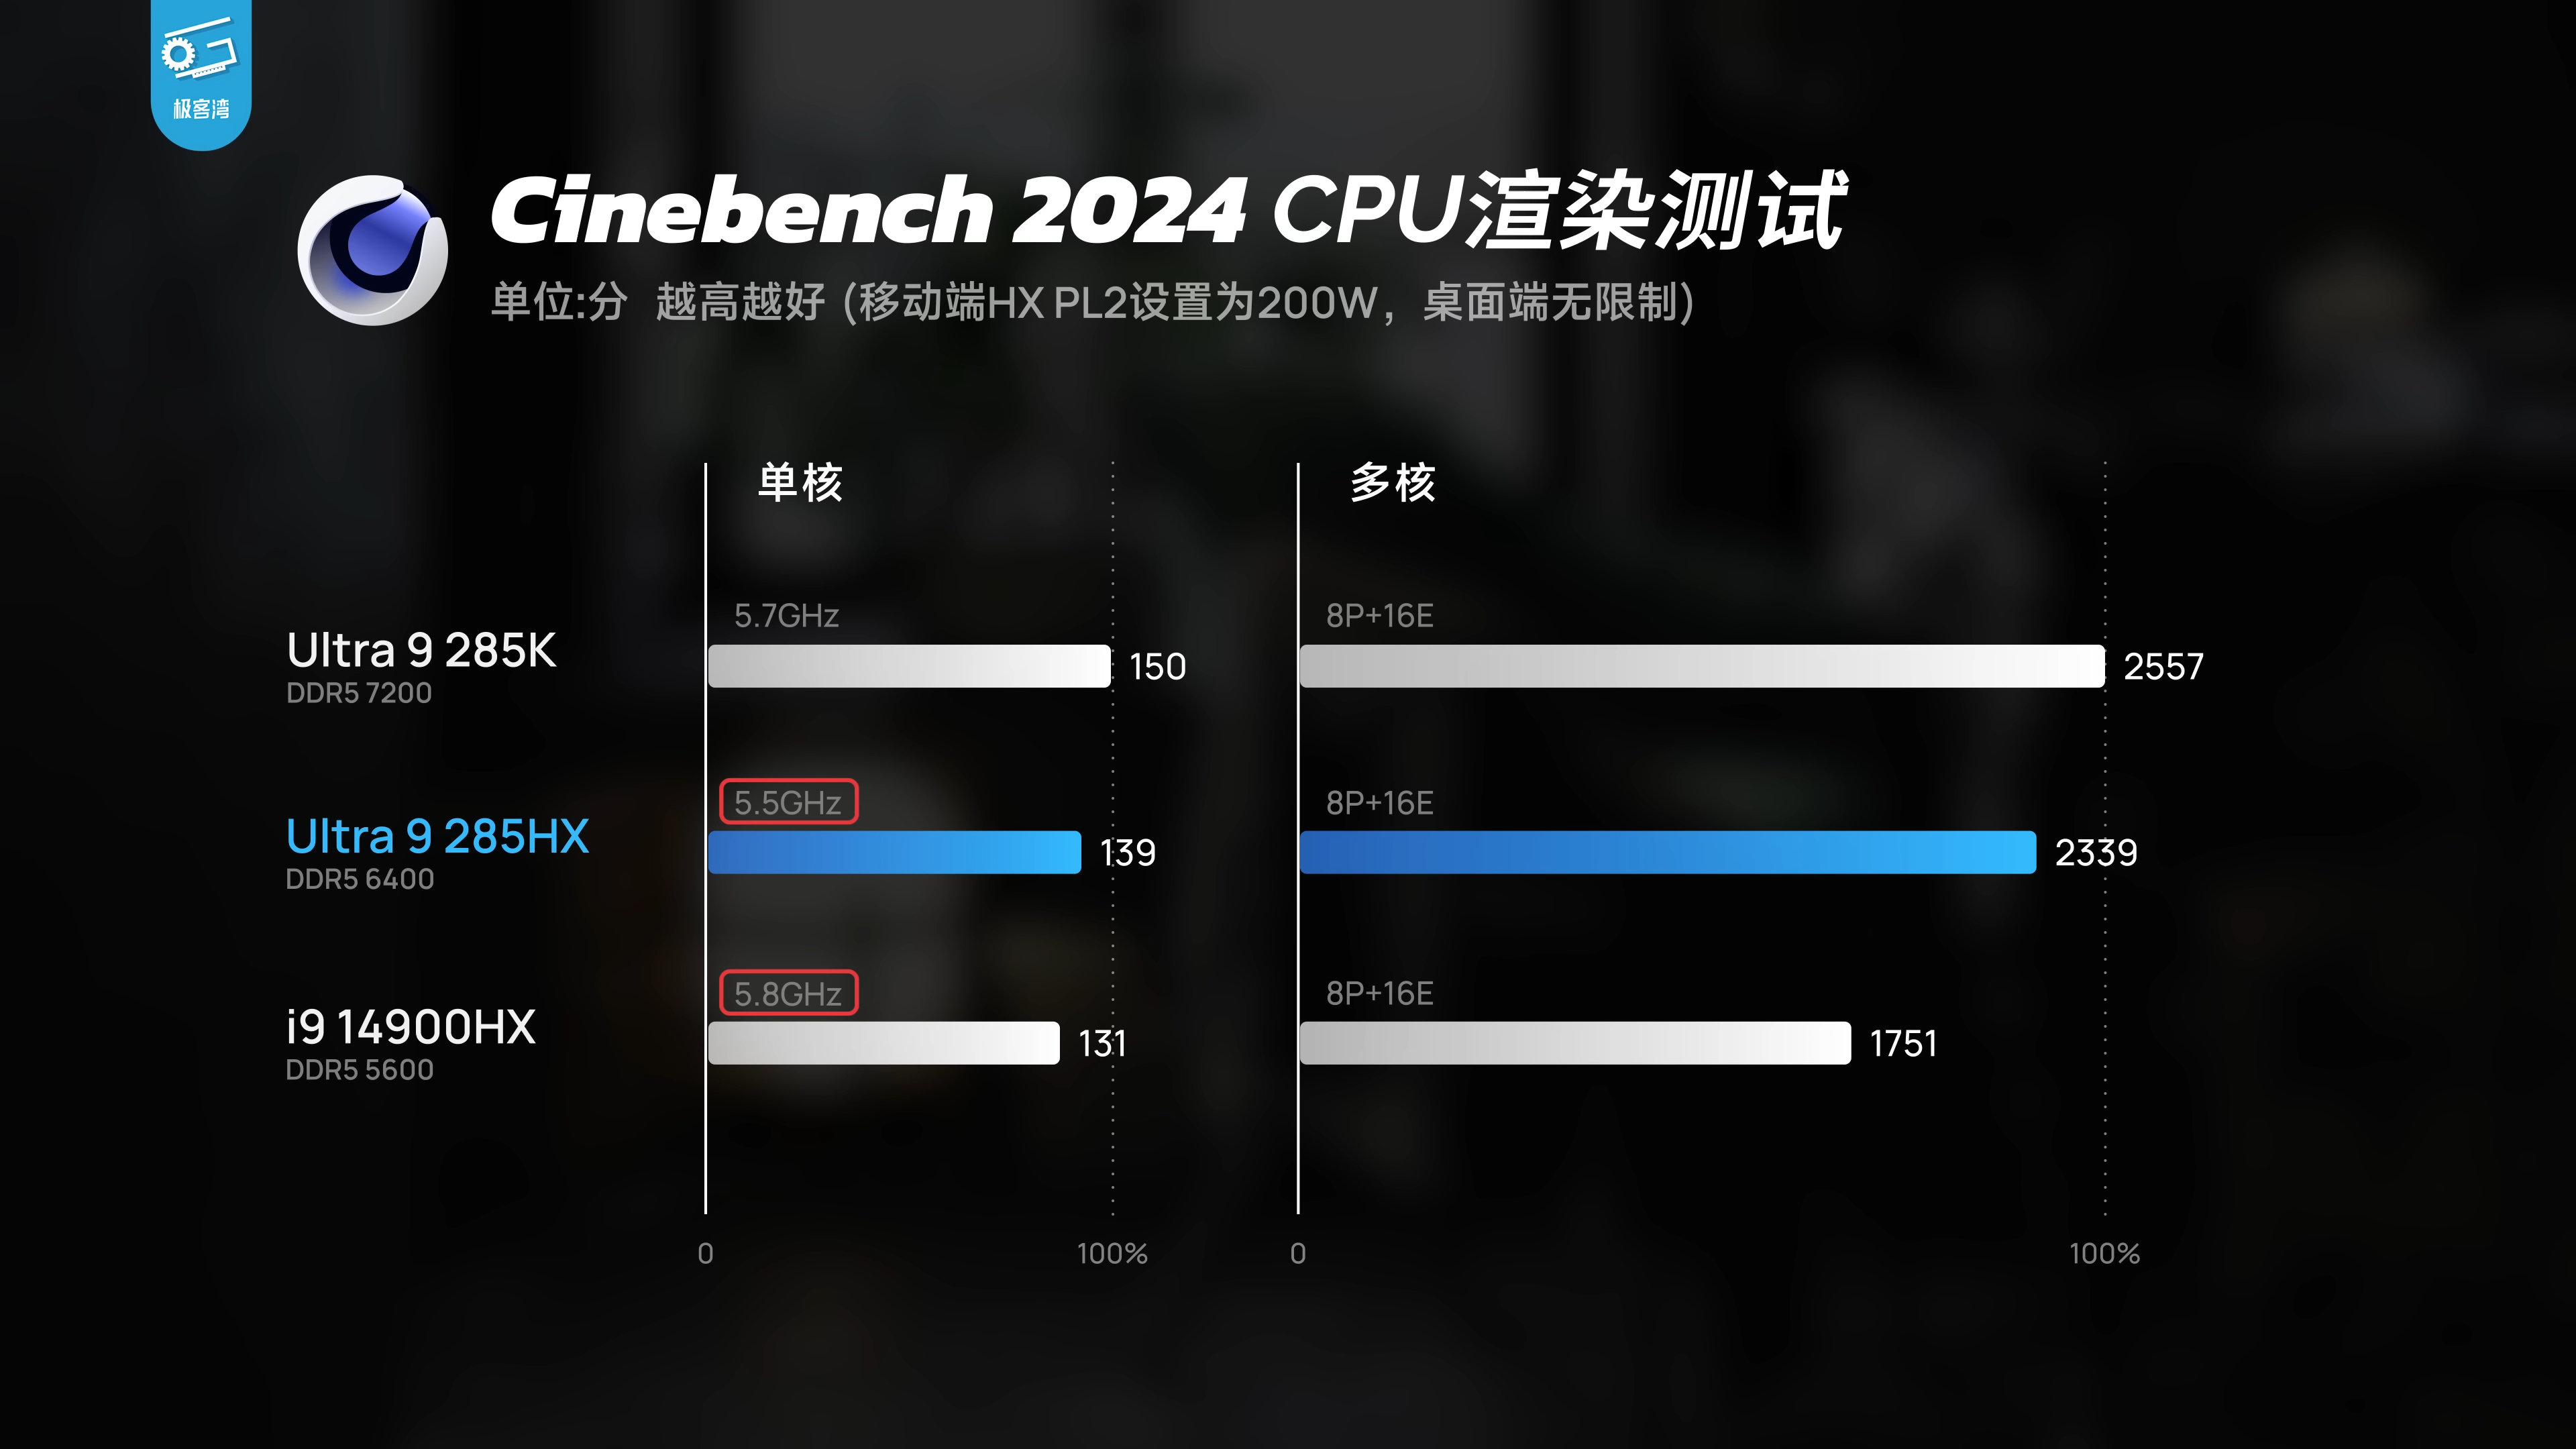 极客湾
Cinebench 2024 CPU渲染测试
单位:分 越高越好 (移动端HX PL2设置为200W，桌面端无限制)
单核
多核
Ultra 9 285K
DDR5 7200
5.7GHz
150
8P+16E
2557
Ultra 9 285HX
DDR5 6400
5.5GHz
139
8P+16E
2339
i9 14900HX
DDR5 5600
5.8GHz
131
8P+16E
1751
0
100%
0
100%